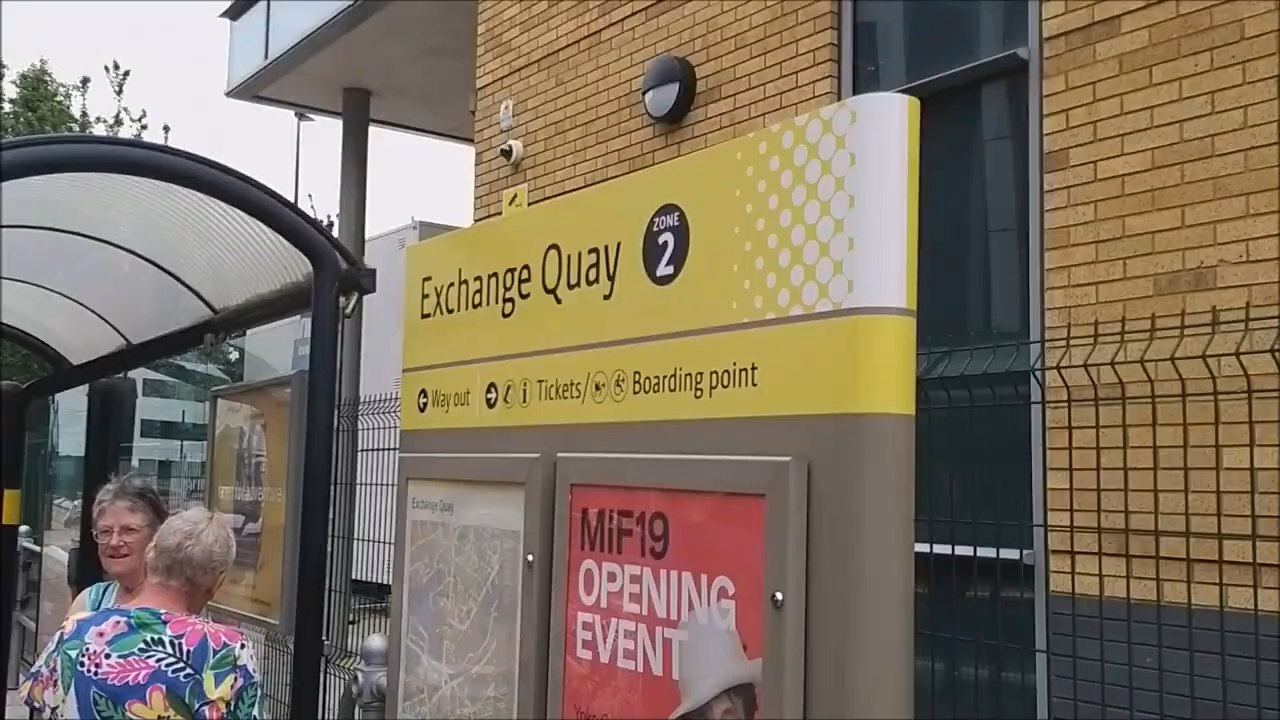 Exchange Quay
ZONE
2
Way out
Tickets/ Boarding point
Exchange Quay
MiF19
OPENING
EVENT